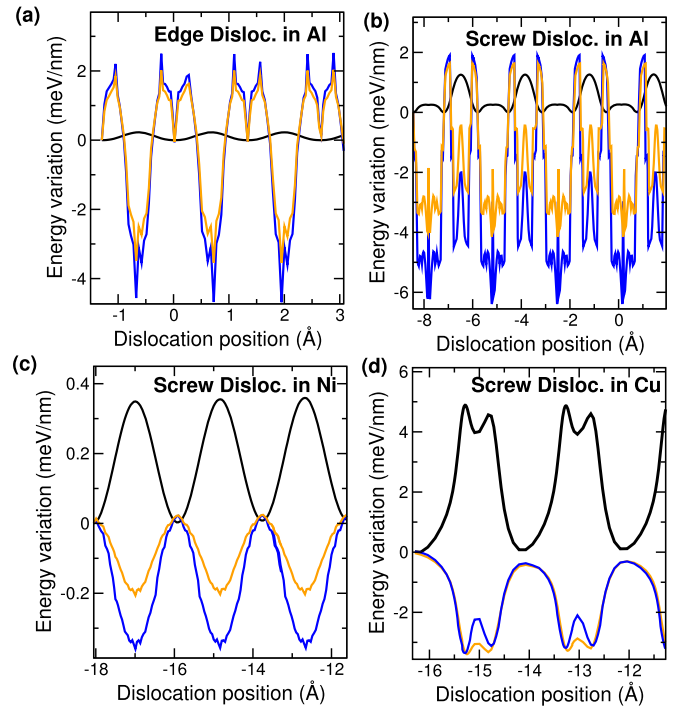 (a)
Edge Disloc. in Al
Energy variation (meV/nm)
2
0
-2
-4
-1
0
1
2
3
Dislocation position (Å)
(b)
Screw Disloc. in Al
Energy variation (meV/nm)
2
0
-2
-4
-6
-8
-6
-4
-2
0
Dislocation position (Å)
(c)
Screw Disloc. in Ni
Energy variation (meV/nm)
0.4
0.2
0
-0.2
-18
-16
-14
-12
Dislocation position (Å)
(d)
Screw Disloc. in Cu
Energy variation (meV/nm)
6
4
2
0
-2
-16
-15
-14
-13
-12
Dislocation position (Å)